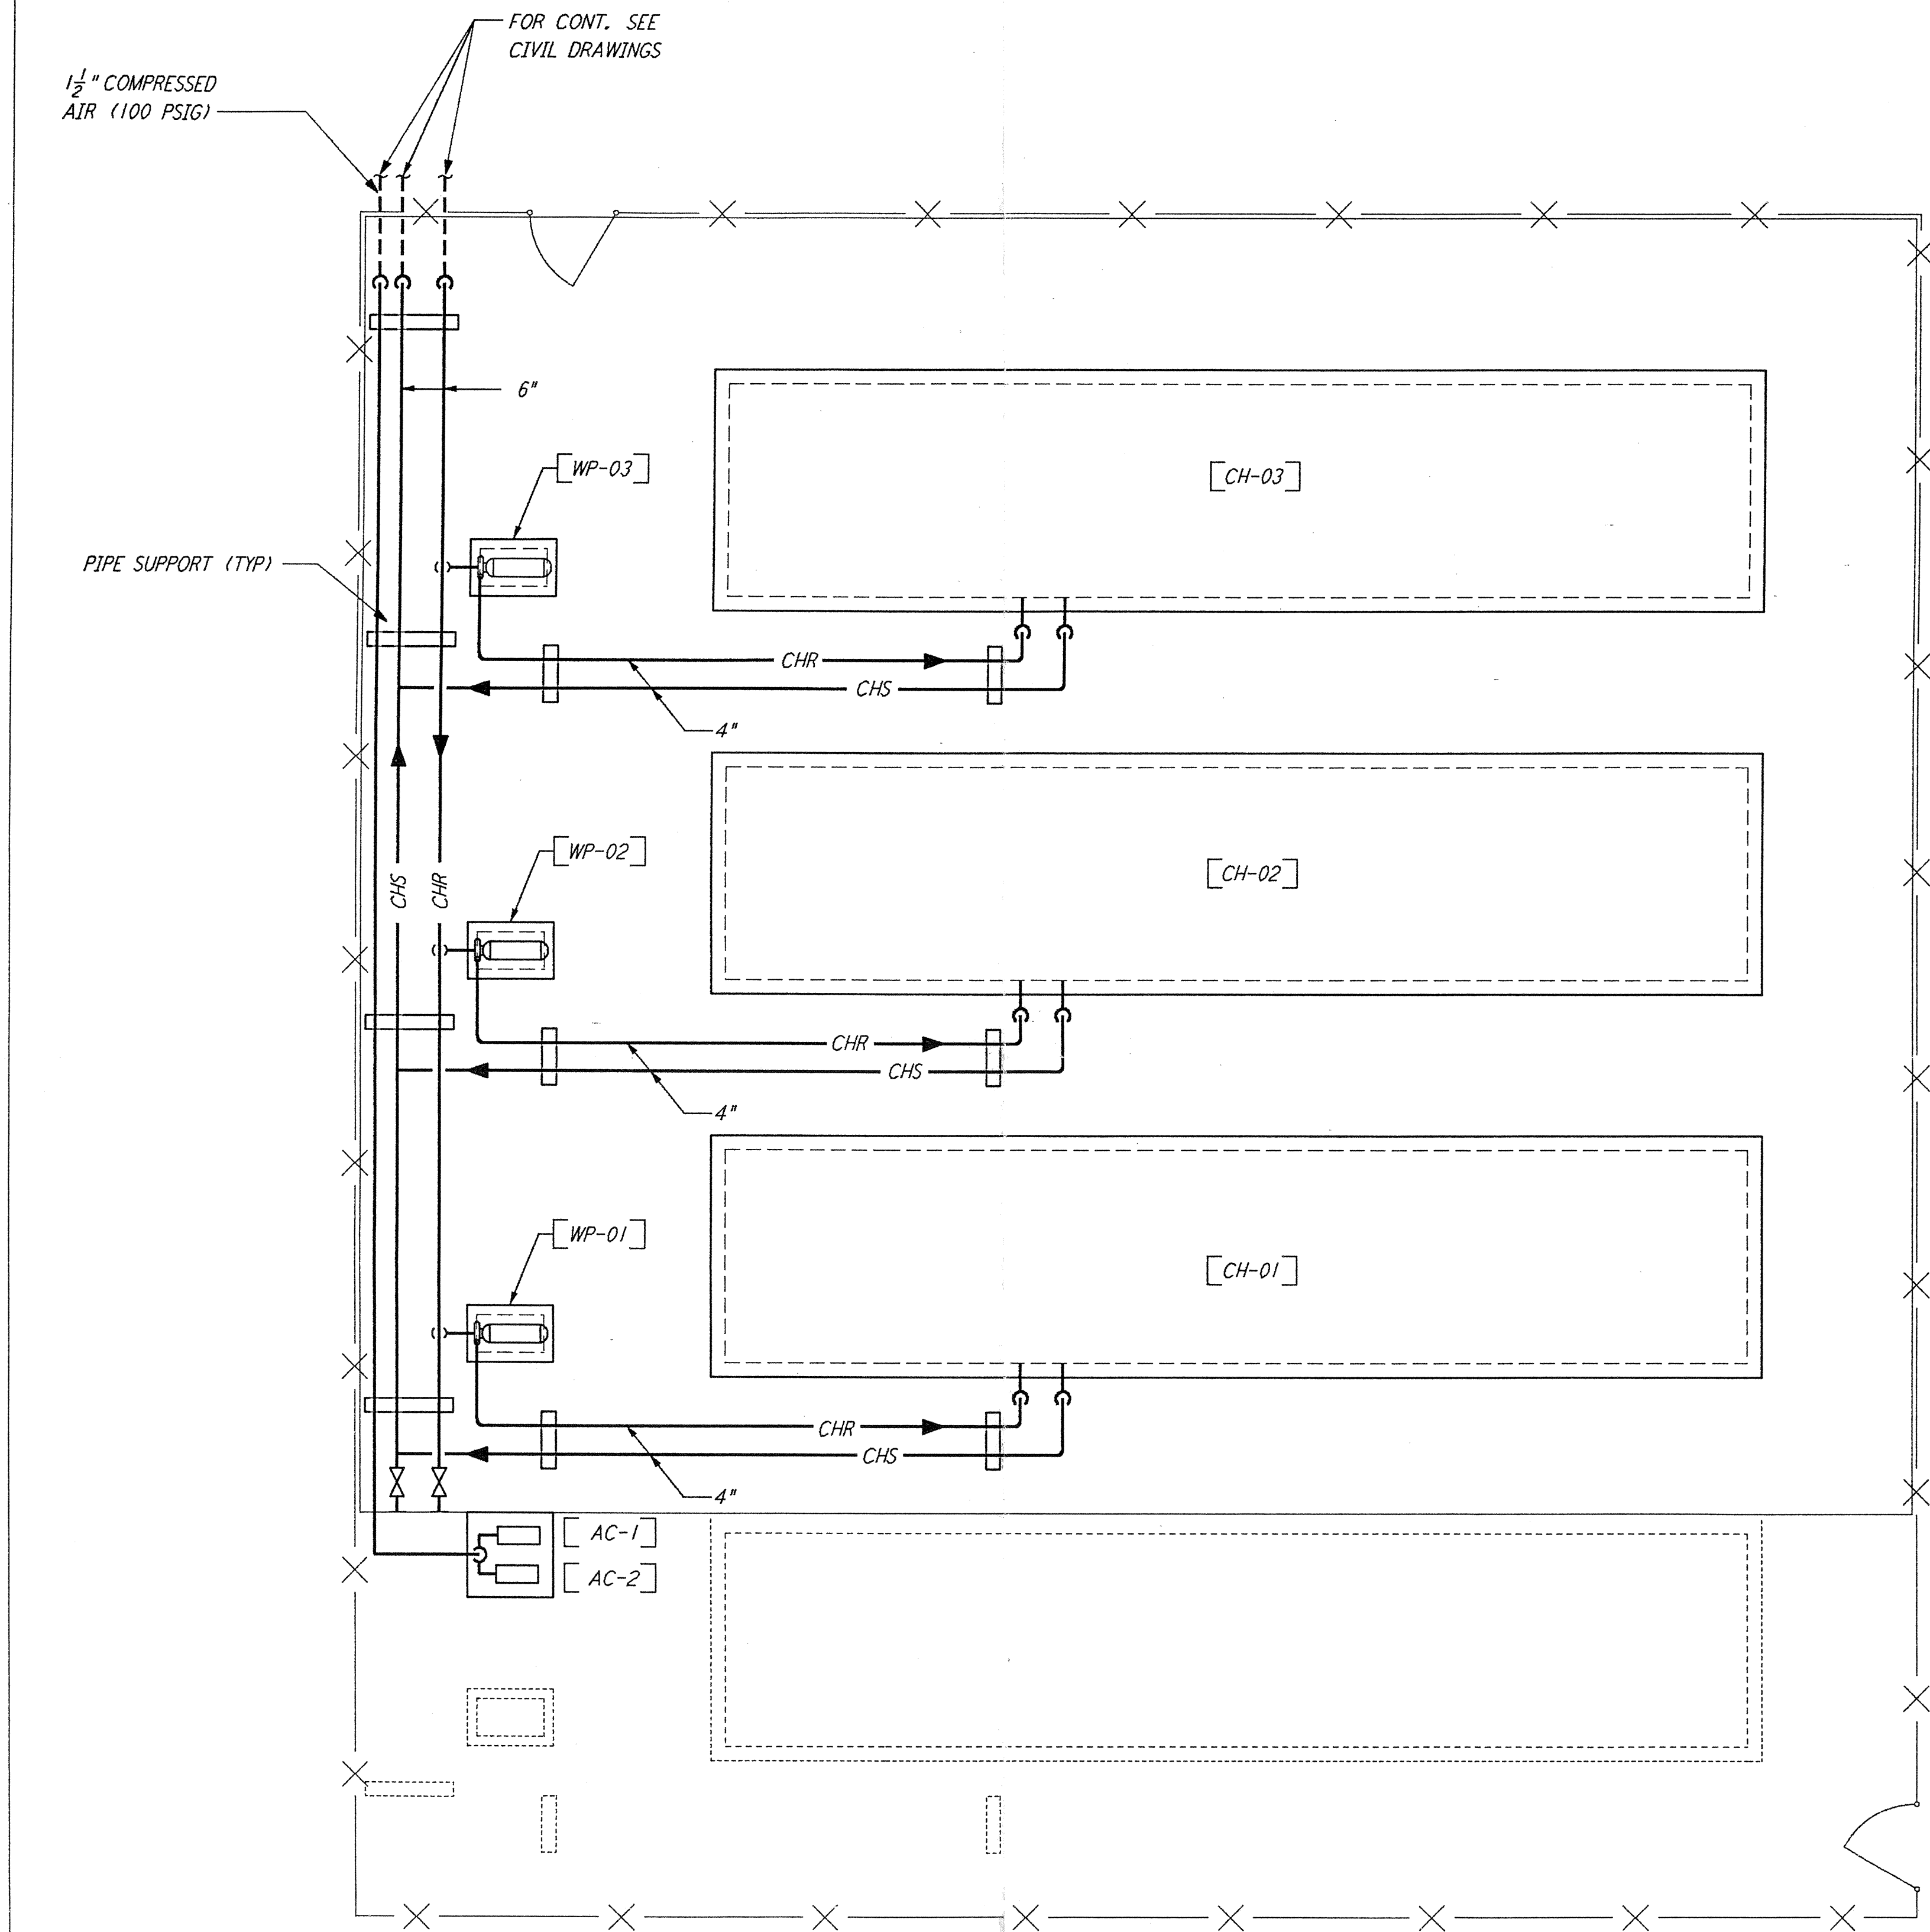 FOR CONT. SEE
CIVIL DRAWINGS
1 1/2" COMPRESSED
AIR (100 PSIG)
6"
[WP-03]
[CH-03]
PIPE SUPPORT (TYP)
CHR
CHS
4"
[WP-02]
[CH-02]
CHS
CHR
CHR
CHS
4"
[WP-01]
[CH-01]
CHR
CHS
4"
[AC-1]
[AC-2]